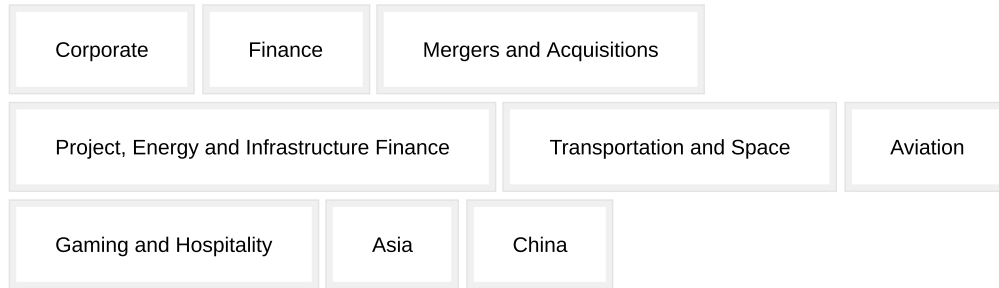 Corporate Finance Mergers and Acquisitions
Project, Energy and Infrastructure Finance Transportation and Space Aviation
Gaming and Hospitality Asia China